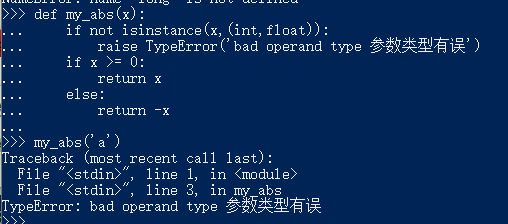 NameError: name 'long' is not defined
>>> def my_abs(x):
...     if not isinstance(x,(int,float)):
...         raise TypeError('bad operand type 参数类型有误')
...     if x >= 0:
...         return x
...     else:
...         return -x
...
>>> my_abs('a')
Traceback (most recent call last):
  File "<stdin>", line 1, in <module>
  File "<stdin>", line 3, in my_abs
TypeError: bad operand type 参数类型有误
>>>